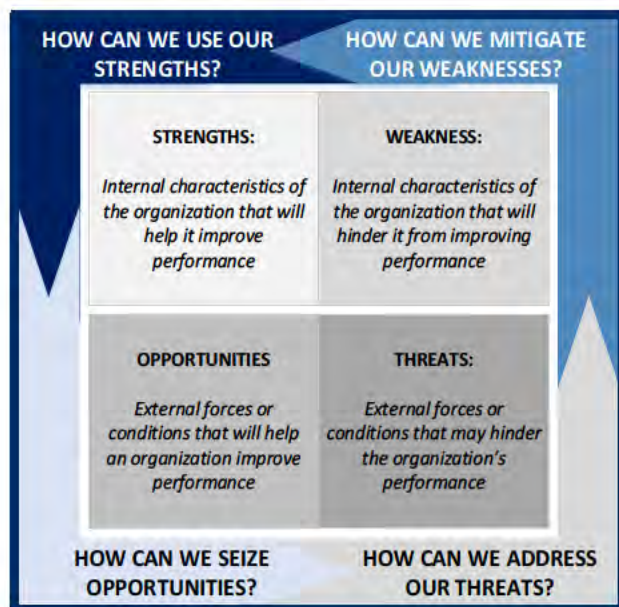 HOW CAN WE USE OUR
STRENGTHS?
HOW CAN WE MITIGATE
OUR WEAKNESSES?
STRENGTHS:
Internal characteristics of
the organization that will
help it improve
performance
WEAKNESS:
Internal characteristics of
the organization that will
hinder it from improving
performance
OPPORTUNITIES
External forces or
conditions that will help
an organization improve
performance
THREATS:
External forces or
conditions that may hinder
the organization's
performance
HOW CAN WE SEIZE
OPPORTUNITIES?
HOW CAN WE ADDRESS
OUR THREATS?